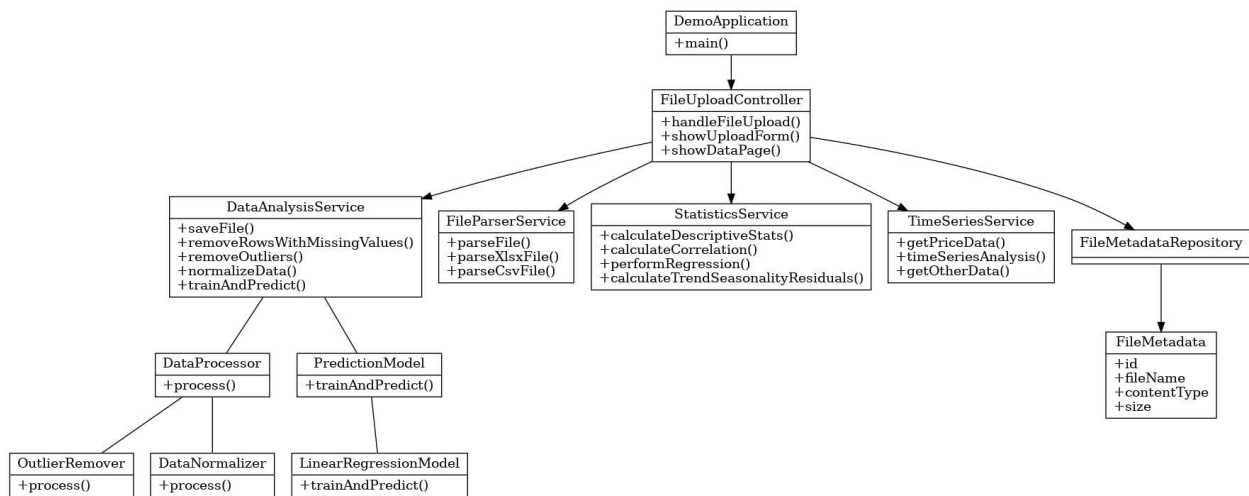 DemoApplication
+main()
FileUploadController
+handleFileUpload()
+showUploadForm()
+showDataPage()
DataAnalysisService
+saveFile()
+removeRowsWithMissingValues()
+removeOutliers()
+normalizeData()
+trainAndPredict()
FileParserService
+parseFile()
+parseXlsxFile()
+parseCsvFile()
StatisticsService
+calculateDescriptiveStats()
+calculateCorrelation()
+performRegression()
+calculateTrendSeasonalityResiduals()
TimeSeriesService
+getPriceData()
+timeSeriesAnalysis()
+getOtherData()
FileMetadataRepository
DataProcessor
+process()
PredictionModel
+trainAndPredict()
FileMetadata
+id
+fileName
+contentType
+size
OutlierRemover
+process()
DataNormalizer
+process()
LinearRegressionModel
+trainAndPredict()